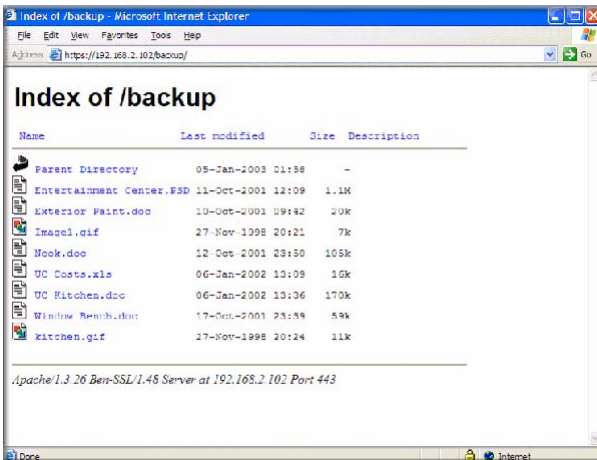 Index of /backup - Microsoft Internet Explorer
File Edit View Favorites Tools Help
Address https://192.168.2.102/backup/ Go
Index of /backup
Name Last modified Size Description
Parent Directory 05-Jan-2003 01:58 -
Entertainment Center.PSD 11-Oct-2001 12:09 1.1M
Exterior Paint.doc 10-Oct-2001 09:42 20k
Image1.gif 27-Nov-1998 20:21 7k
Nook.doc 12-Oct-2001 23:50 105k
UC Costs.xls 06-Jan-2002 13:09 16k
UC Kitchen.doc 06-Jan-2002 13:36 170k
Window Bench.doc 17-Oct-2001 23:39 59k
kitchen.gif 27-Nov-1998 20:24 11k
Apache/1.3.26 Ben-SSL/1.48 Server at 192.168.2.102 Port 443
Done Internet